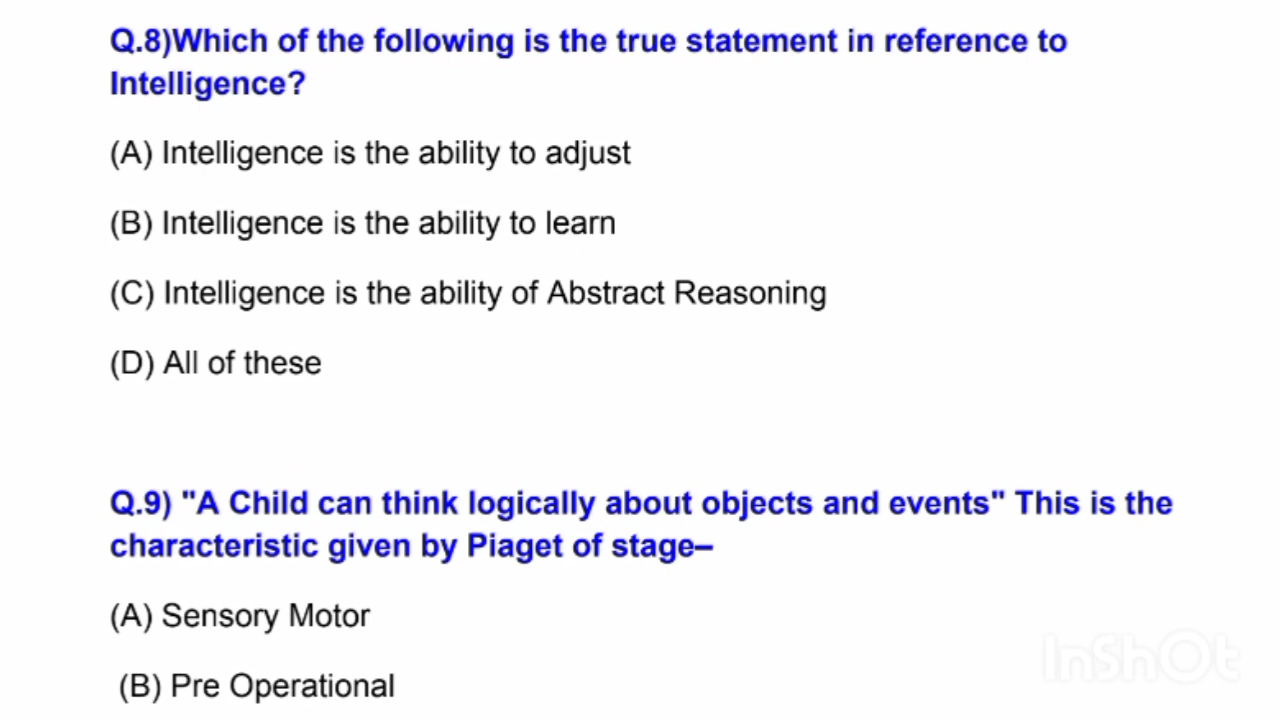 Q.8)Which of the following is the true statement in reference to
Intelligence?
(A) Intelligence is the ability to adjust
(B) Intelligence is the ability to learn
(C) Intelligence is the ability of Abstract Reasoning
(D) All of these
Q.9) "A Child can think logically about objects and events" This is the
characteristic given by Piaget of stage–
(A) Sensory Motor
(B) Pre Operational
InShOt